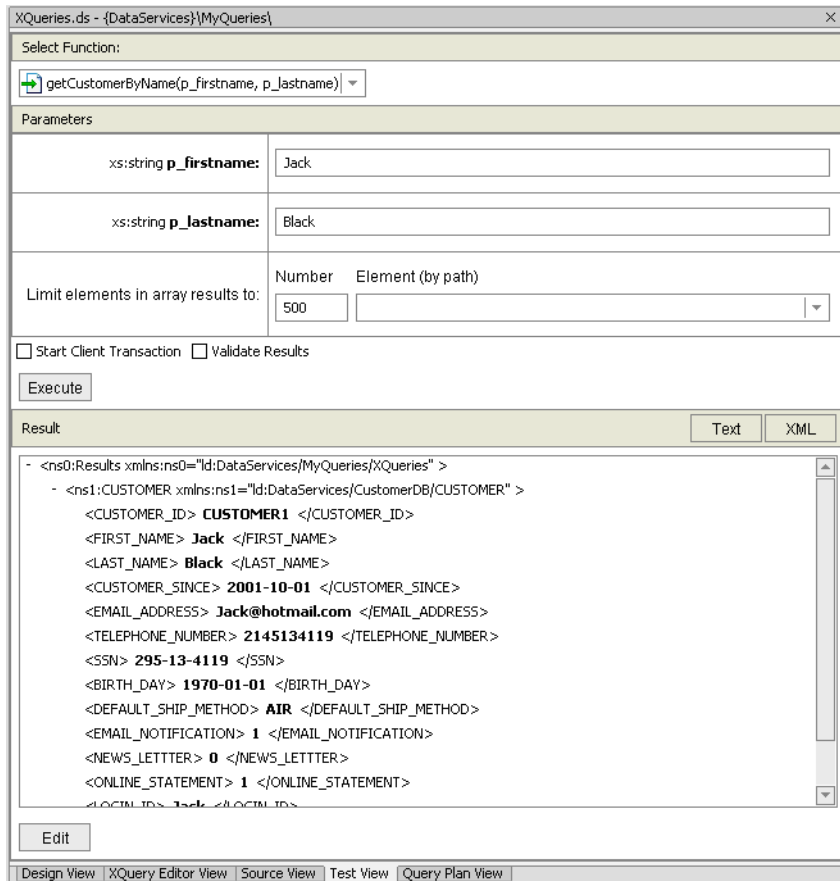 XQueries.ds - {DataServices}\MyQueries\
Select Function:
getCustomerByName(p_firstname, p_lastname)
Parameters
xs:string p_firstname: Jack
xs:string p_lastname: Black
Number Element (by path)
Limit elements in array results to: 500
Start Client Transaction Validate Results
Execute
Result Text XML
- <ns0:Results xmlns:ns0="ld:DataServices/MyQueries/XQueries" >
- <ns1:CUSTOMER xmlns:ns1="ld:DataServices/CustomerDB/CUSTOMER" >
<CUSTOMER_ID> CUSTOMER1 </CUSTOMER_ID>
<FIRST_NAME> Jack </FIRST_NAME>
<LAST_NAME> Black </LAST_NAME>
<CUSTOMER_SINCE> 2001-10-01 </CUSTOMER_SINCE>
<EMAIL_ADDRESS> Jack@hotmail.com </EMAIL_ADDRESS>
<TELEPHONE_NUMBER> 2145134119 </TELEPHONE_NUMBER>
<SSN> 295-13-4119 </SSN>
<BIRTH_DAY> 1970-01-01 </BIRTH_DAY>
<DEFAULT_SHIP_METHOD> AIR </DEFAULT_SHIP_METHOD>
<EMAIL_NOTIFICATION> 1 </EMAIL_NOTIFICATION>
<NEWS_LETTTER> 0 </NEWS_LETTTER>
<ONLINE_STATEMENT> 1 </ONLINE_STATEMENT>
<LOGIN_ID> Jack </LOGIN_ID>
Edit
Design View XQuery Editor View Source View Test View Query Plan View